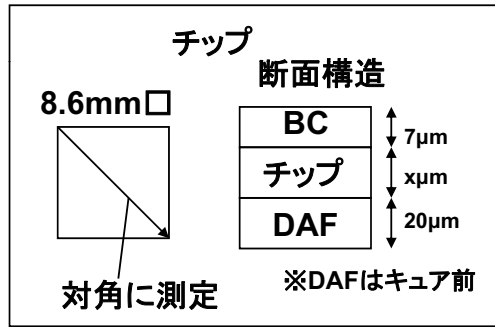 チップ
断面構造
8.6mm□
BC
7μm
チップ
xμm
DAF
20μm
対角に測定
※DAFはキュア前